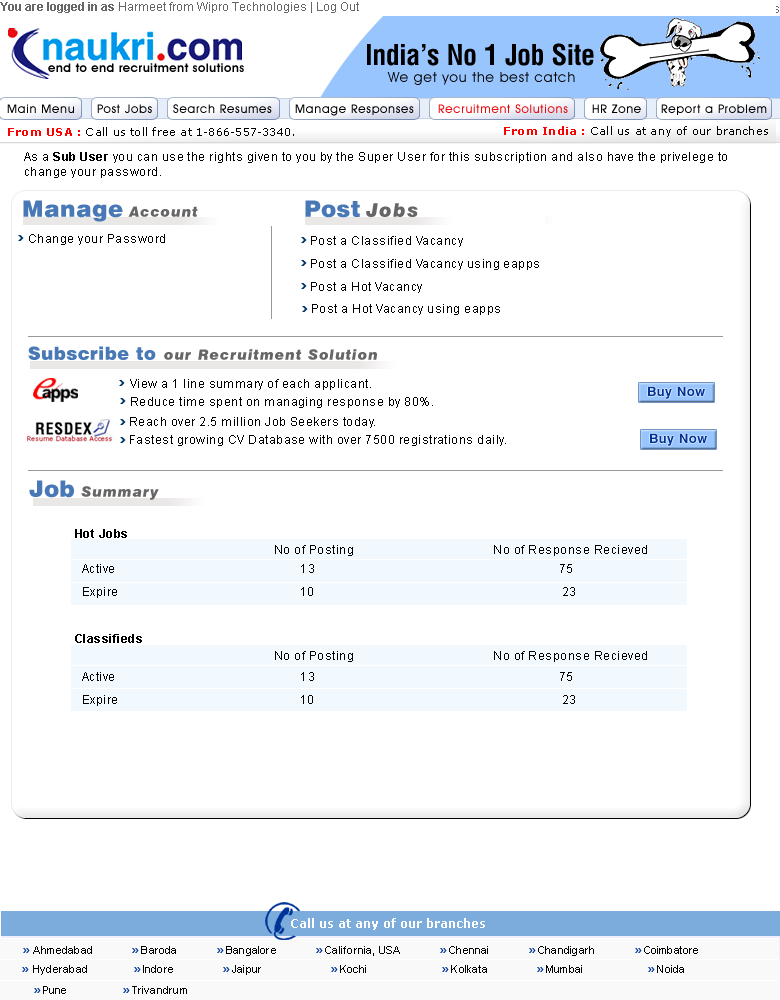 You are logged in as Harmeet from Wipro Technologies | Log Out
s
naukri.com
end to end recruitment solutions
India's No 1 Job Site
We get you the best catch
Main Menu Post Jobs Search Resumes Manage Responses Recruitment Solutions HR Zone Report a Problem
From USA : Call us toll free at 1-866-557-3340. From India : Call us at any of our branches
As a Sub User you can use the rights given to you by the Super User for this subscription and also have the privelege to
change your password.
Manage Account
› Change your Password
Post Jobs
› Post a Classified Vacancy
› Post a Classified Vacancy using eapps
› Post a Hot Vacancy
› Post a Hot Vacancy using eapps
Subscribe to our Recruitment Solution
eapps
› View a 1 line summary of each applicant.
› Reduce time spent on managing response by 80%.
Buy Now
RESDEX
Resume Database Access
› Reach over 2.5 million Job Seekers today.
› Fastest growing CV Database with over 7500 registrations daily.
Buy Now
Job Summary
Hot Jobs
No of Posting No of Response Recieved
Active 13 75
Expire 10 23
Classifieds
No of Posting No of Response Recieved
Active 13 75
Expire 10 23
Call us at any of our branches
» Ahmedabad » Baroda » Bangalore » California, USA » Chennai » Chandigarh » Coimbatore
» Hyderabad » Indore » Jaipur » Kochi » Kolkata » Mumbai » Noida
» Pune » Trivandrum